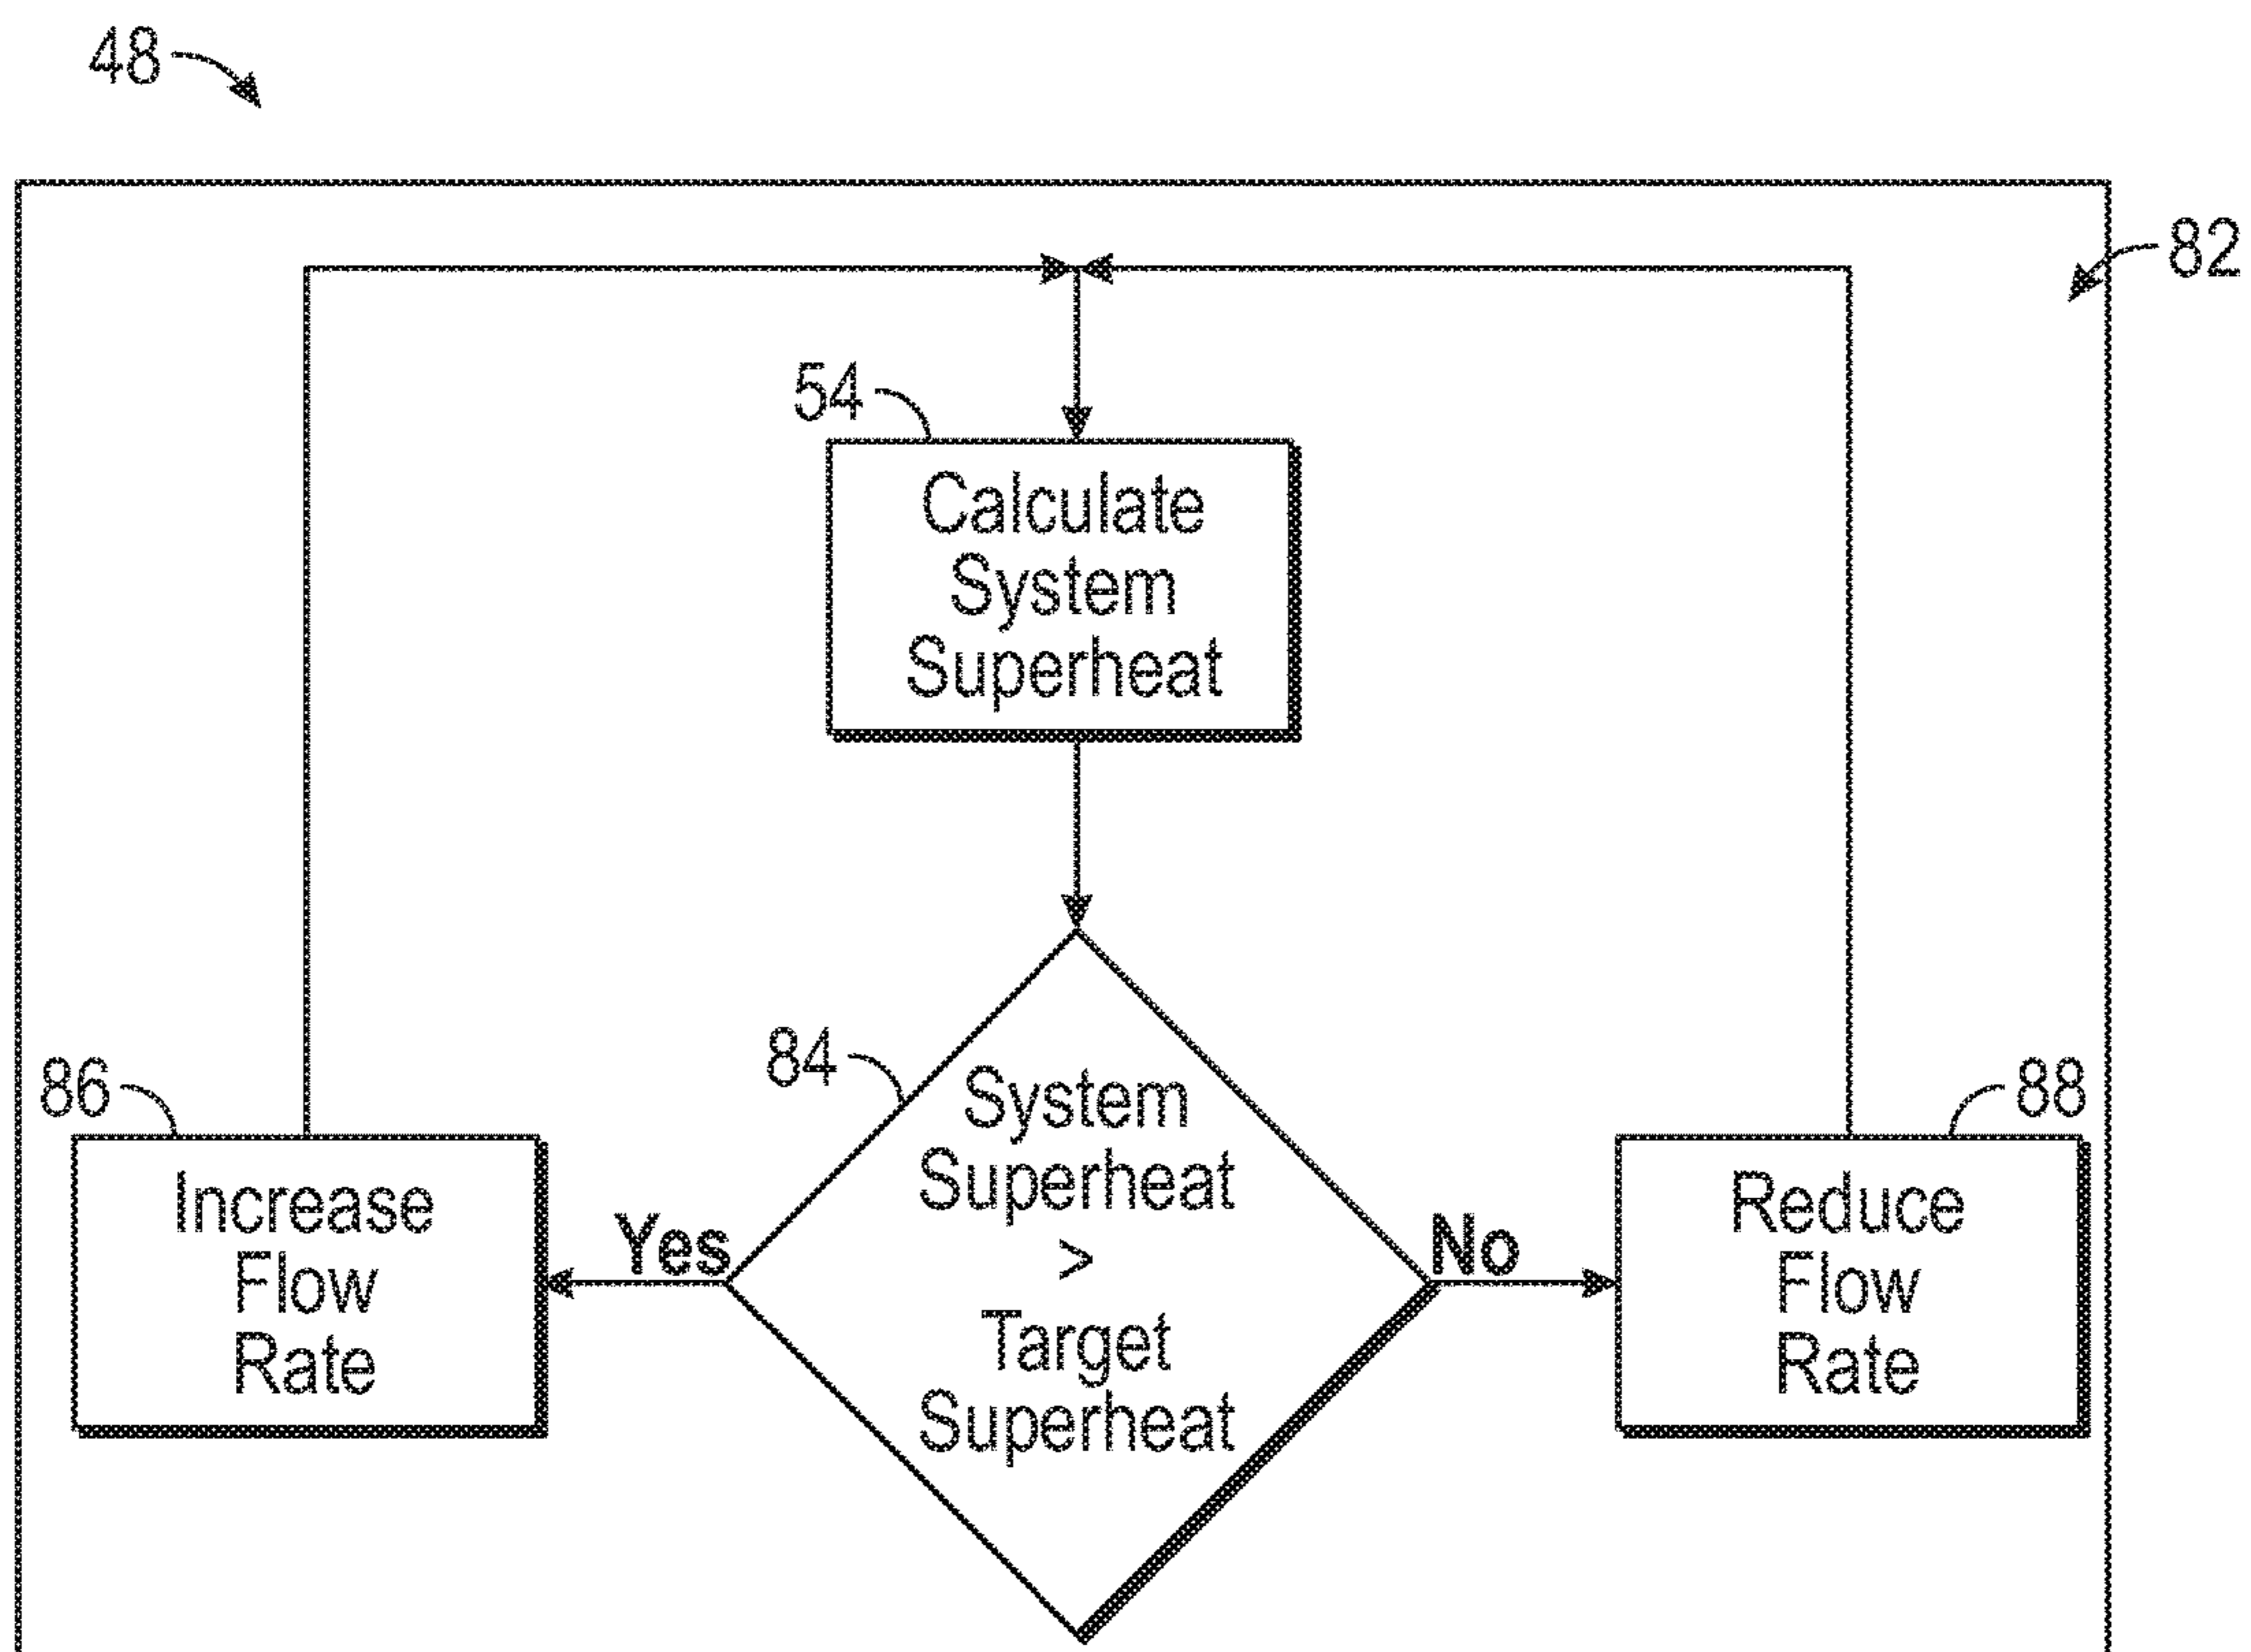 48
82
54
Calculate
System
Superheat
84
System
Superheat
>
Target
Superheat
86
Increase
Flow
Rate
Yes
No
88
Reduce
Flow
Rate